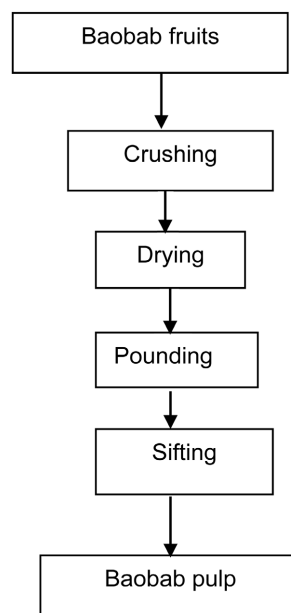 Baobab fruits
Crushing
Drying
Pounding
Sifting
Baobab pulp